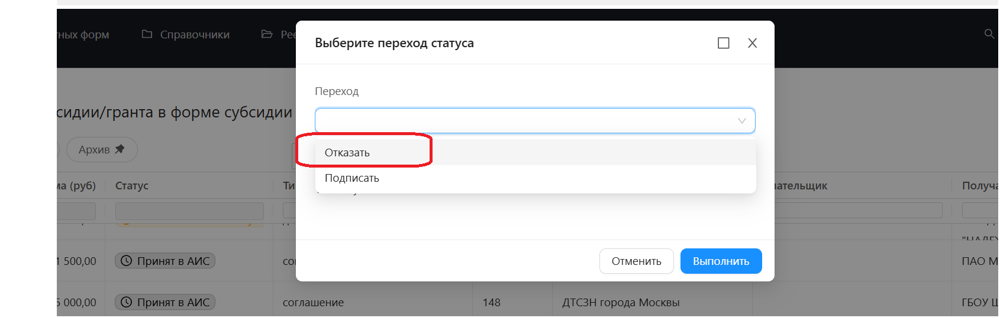 тных форм
Справочники
Рее
Выберите переход статуса
Переход
сидии/гранта в форме субсидии
Архив
Отказать
Подписать
ма (руб)
Статус
Ти
ательщик
Получа
1 500,00
Принят в АИС
со
ПАО М
Отменить
Выполнить
5 000,00
Принят в АИС
соглашение
148
ДТСЗН города Москвы
ГБОУ Ш